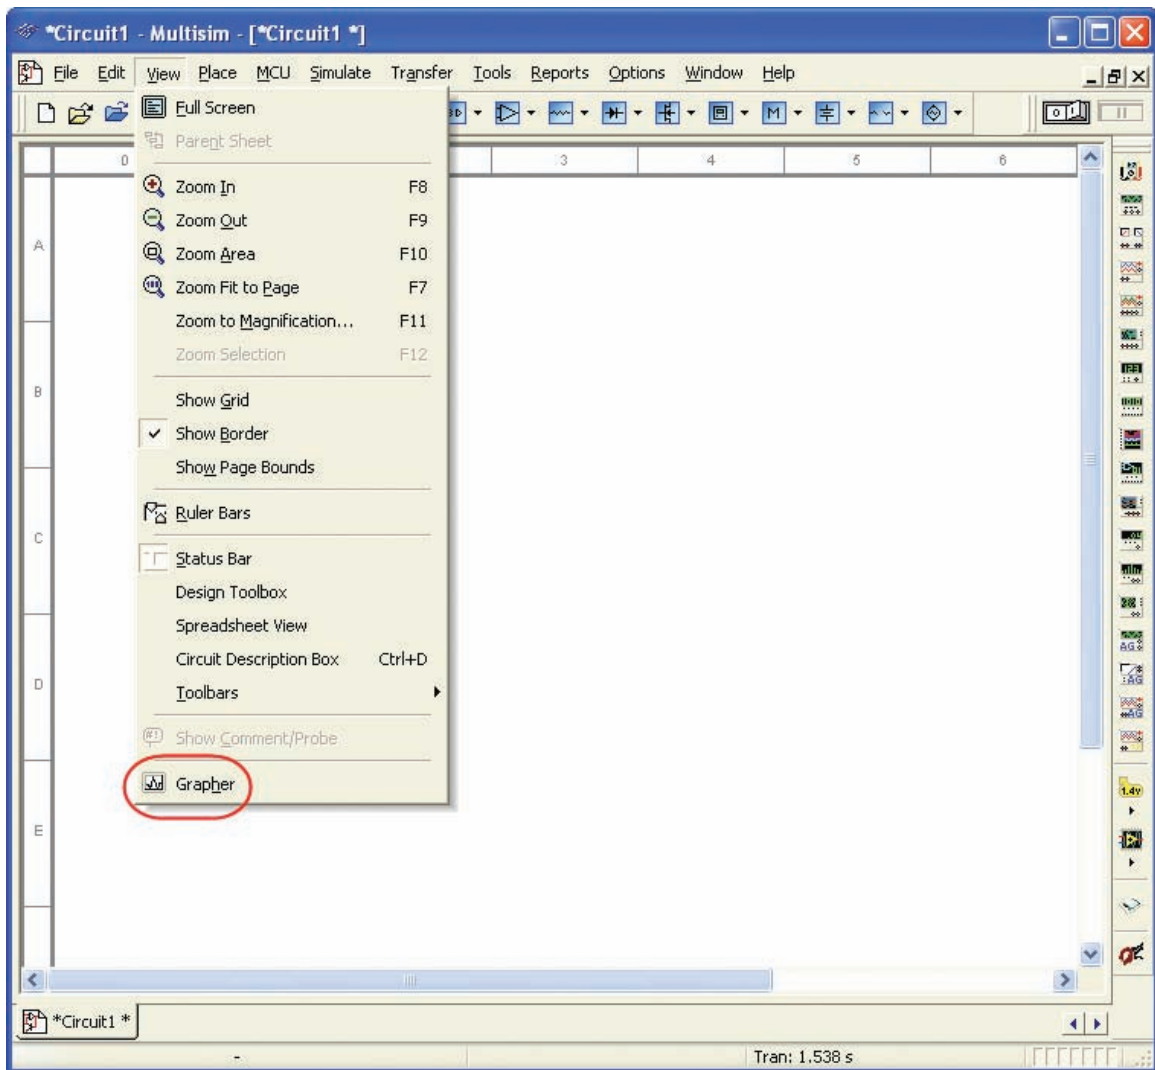 *Circuit1 - Multisim - [*Circuit1 *]
File Edit View Place MCU Simulate Transfer Tools Reports Options Window Help
Full Screen
Parent Sheet
0 3 4 5 6
Zoom In F8
Zoom Out F9
A
Zoom Area F10
Zoom Fit to Page F7
Zoom to Magnification... F11
Zoom Selection F12
B
Show Grid
Show Border
Show Page Bounds
Ruler Bars
C
Status Bar
Design Toolbox
Spreadsheet View
Circuit Description Box Ctrl+D
D
Toolbars
Show Comment/Probe
Grapher
1.4v
E
*Circuit1 *
- Tran: 1.538 s